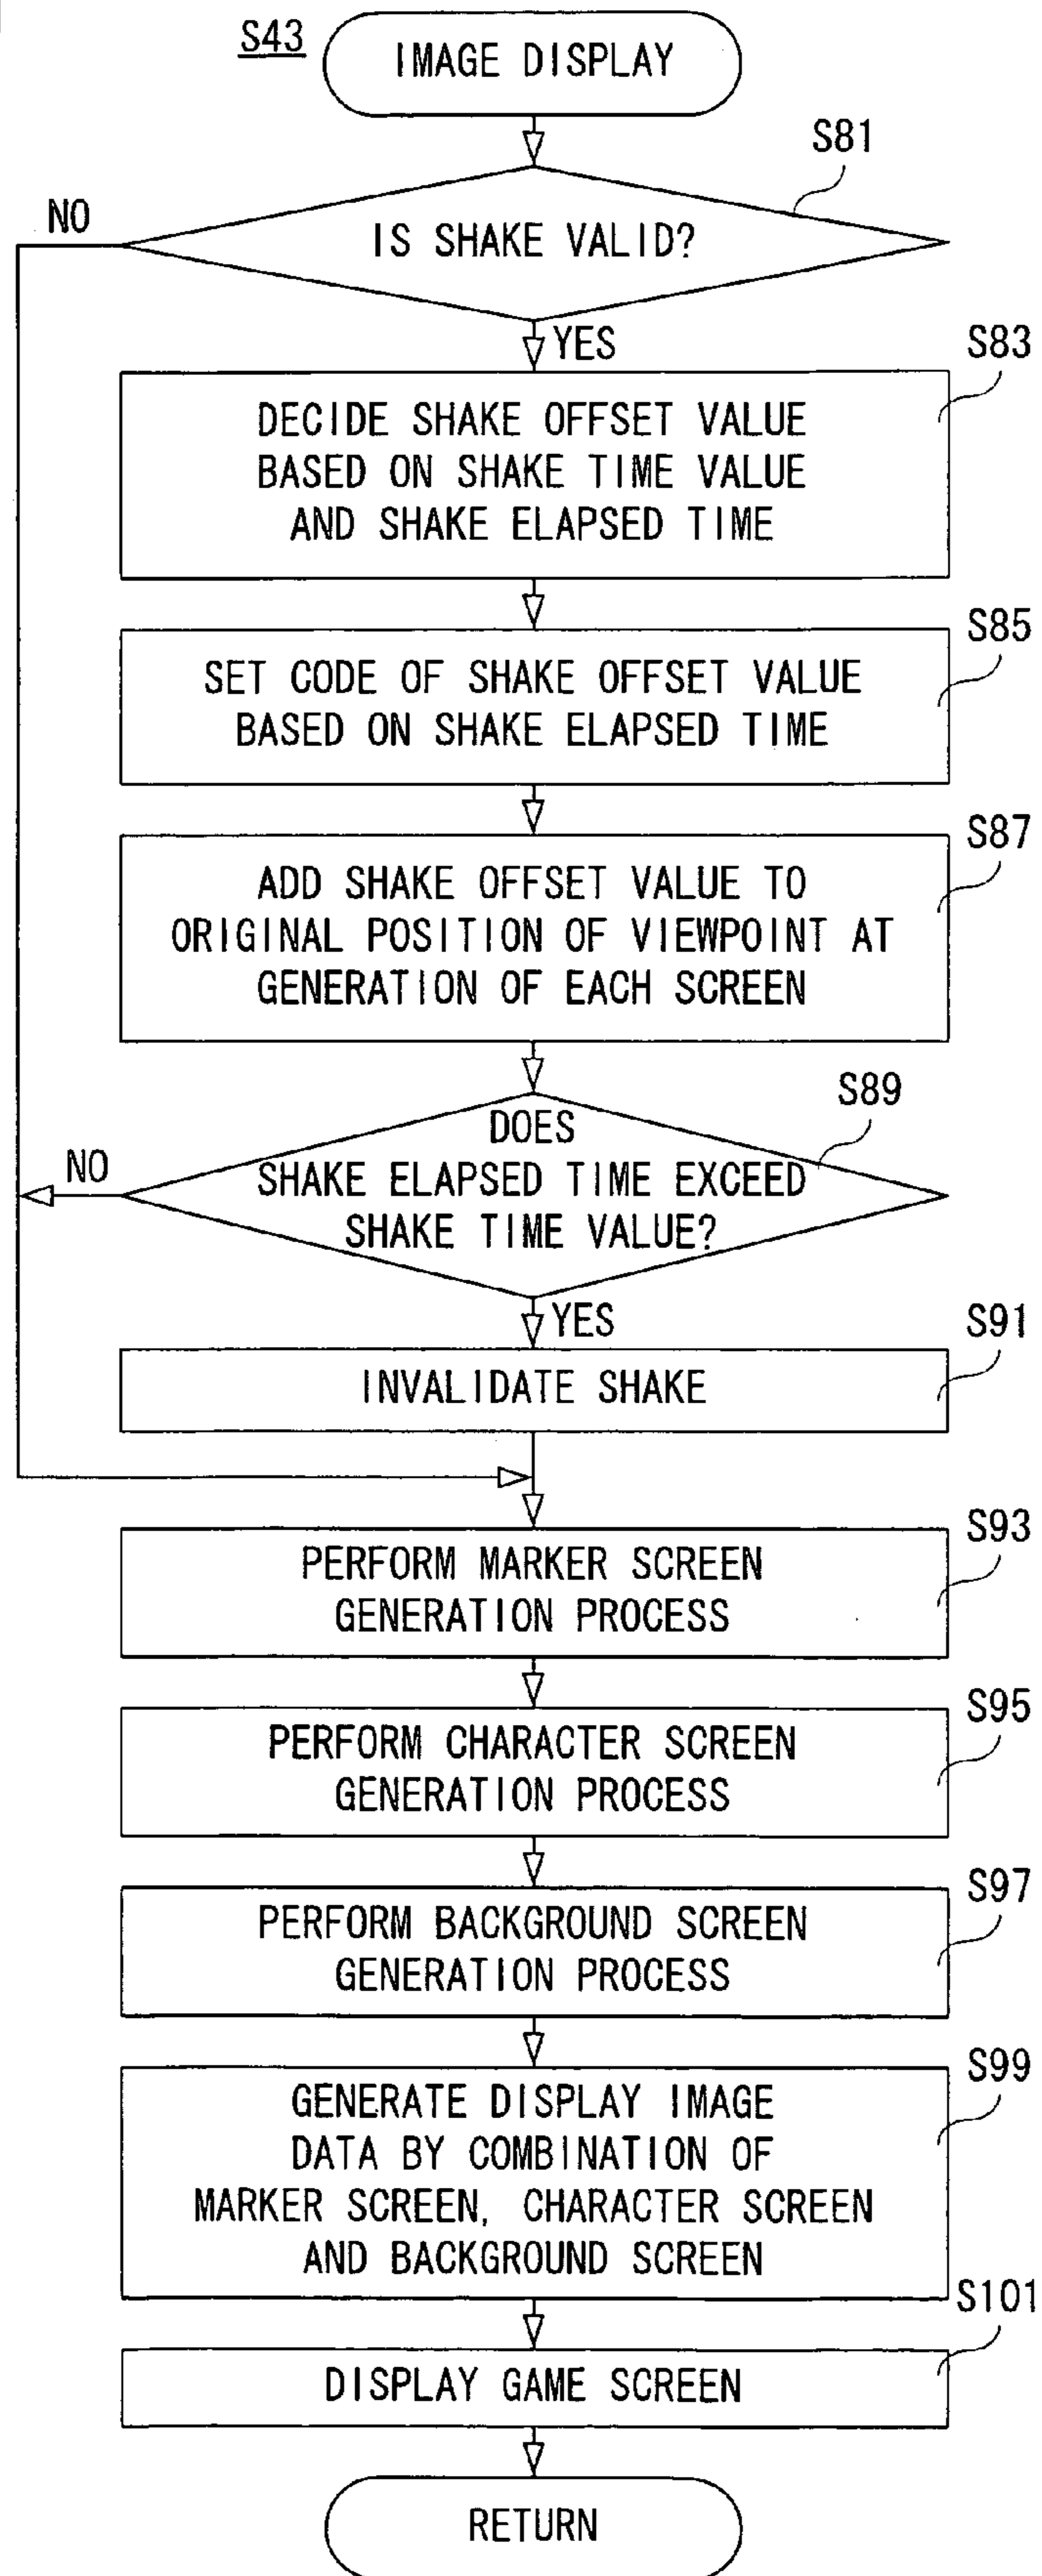 S43
IMAGE DISPLAY
S81
NO
IS SHAKE VALID?
YES
S83
DECIDE SHAKE OFFSET VALUE
BASED ON SHAKE TIME VALUE
AND SHAKE ELAPSED TIME
S85
SET CODE OF SHAKE OFFSET VALUE
BASED ON SHAKE ELAPSED TIME
S87
ADD SHAKE OFFSET VALUE TO
ORIGINAL POSITION OF VIEWPOINT AT
GENERATION OF EACH SCREEN
S89
DOES
NO
SHAKE ELAPSED TIME EXCEED
SHAKE TIME VALUE?
YES
S91
INVALIDATE SHAKE
S93
PERFORM MARKER SCREEN
GENERATION PROCESS
S95
PERFORM CHARACTER SCREEN
GENERATION PROCESS
S97
PERFORM BACKGROUND SCREEN
GENERATION PROCESS
S99
GENERATE DISPLAY IMAGE
DATA BY COMBINATION OF
MARKER SCREEN, CHARACTER SCREEN
AND BACKGROUND SCREEN
S101
DISPLAY GAME SCREEN
RETURN